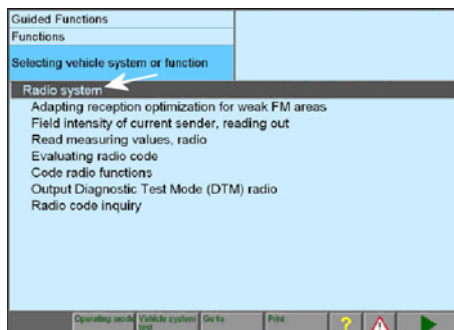 Guided Functions
Functions
Selecting vehicle system or function
Radio system
Adapting reception optimization for weak FM areas
Field intensity of current sender, reading out
Read measuring values, radio
Evaluating radio code
Code radio functions
Output Diagnostic Test Mode (DTM) radio
Radio code inquiry
Operating mode Vehicle system test Go to Print ?